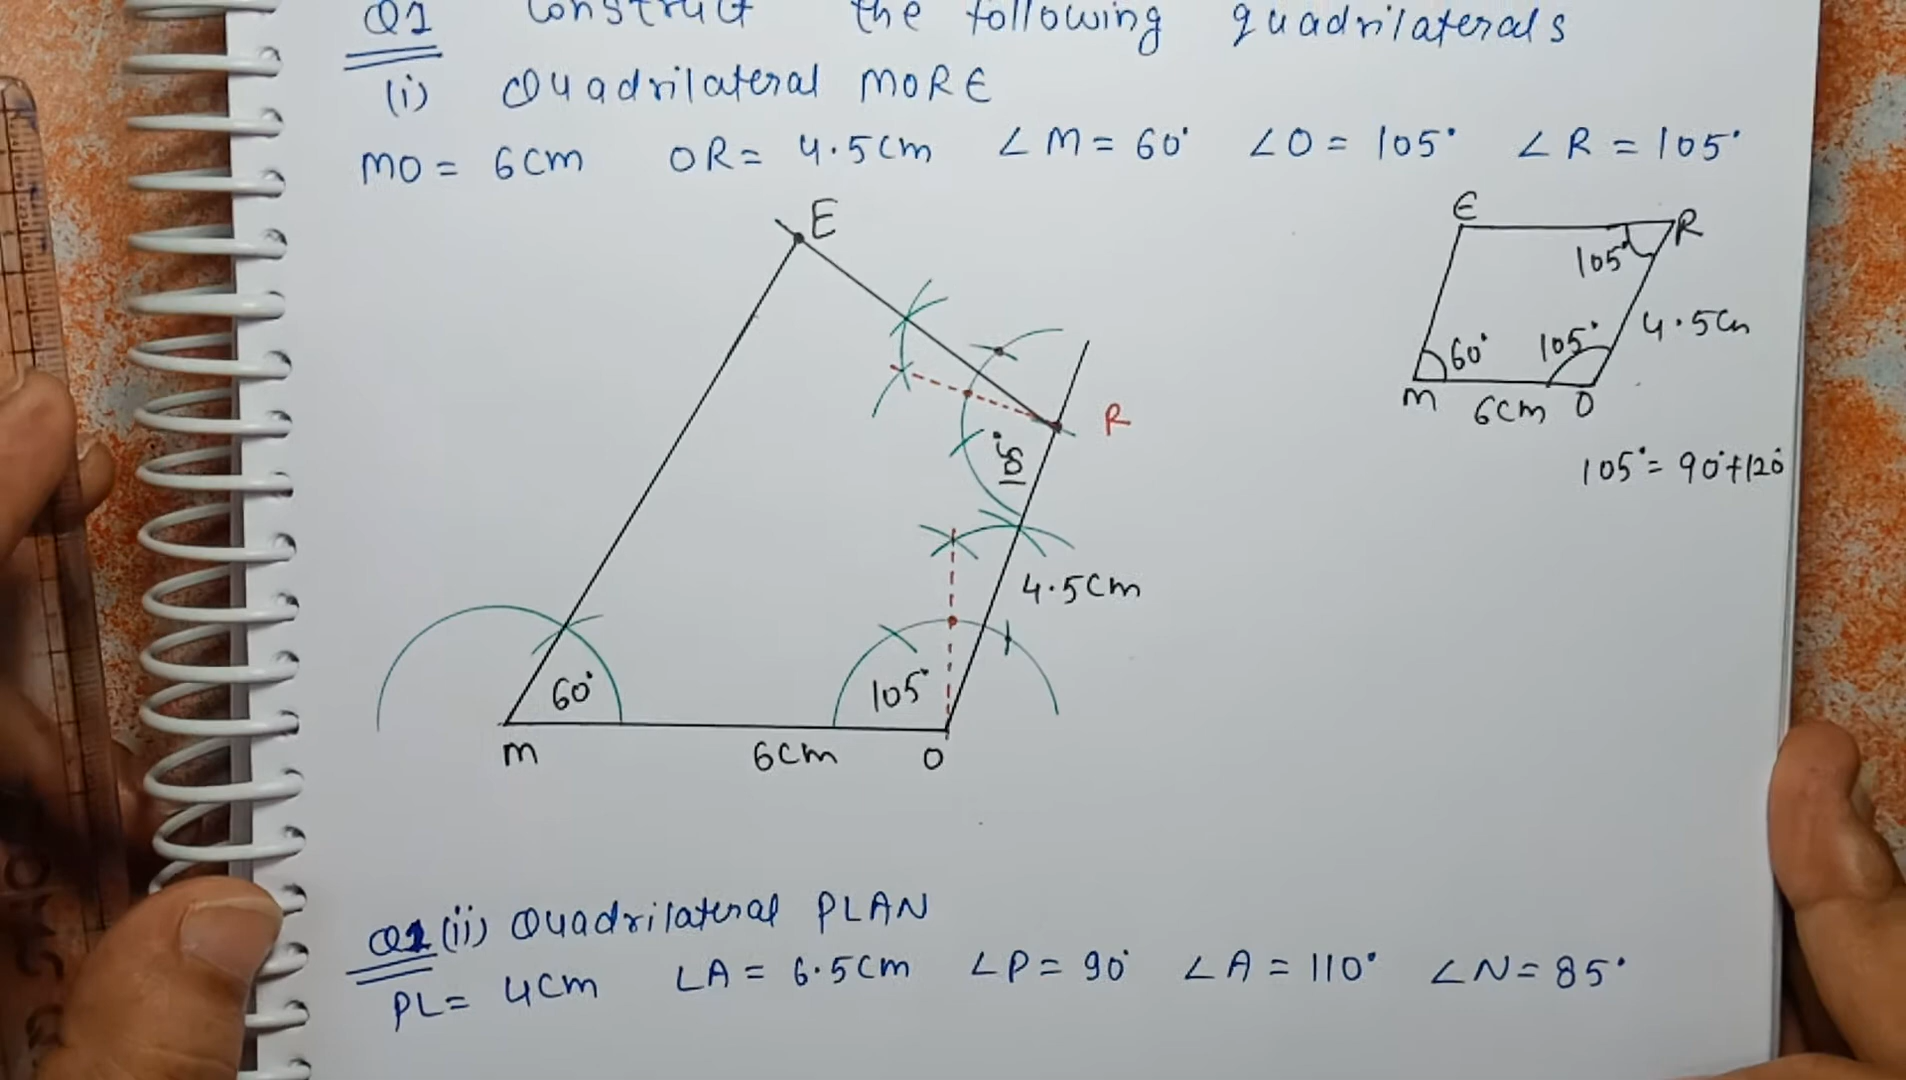 Q1 Construct the following quadrilaterals
(i) Quadrilateral MORE
MO = 6cm OR = 4.5cm ∠M = 60° ∠O = 105° ∠R = 105°
E
E R
105°
4.5cm
60° 105°
M 6cm O
R
105°
105° = 90°+120°
4.5cm
60° 105°
M 6cm O
Q1 (ii) Quadrilateral PLAN
PL = 4cm LA = 6.5cm ∠P = 90° ∠A = 110° ∠N = 85°